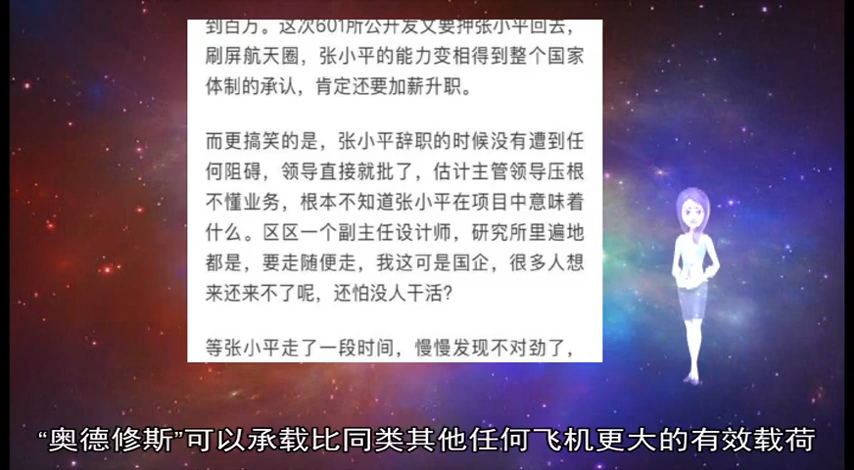 到百万。这次601所公开发文要押张小平回去，
刷屏航天圈，张小平的能力变相得到整个国家
体制的承认，肯定还要加薪升职。
而更搞笑的是，张小平辞职的时候没有遭到任
何阻碍，领导直接就批了，估计主管领导压根
不懂业务，根本不知道张小平在项目中意味着
什么。区区一个副主任设计师，研究所里遍地
都是，要走随便走，我这可是国企，很多人想
来还来不了呢，还怕没人干活？
等张小平走了一段时间，慢慢发现不对劲了，
“奥德修斯”可以承载比同类其他任何飞机更大的有效载荷